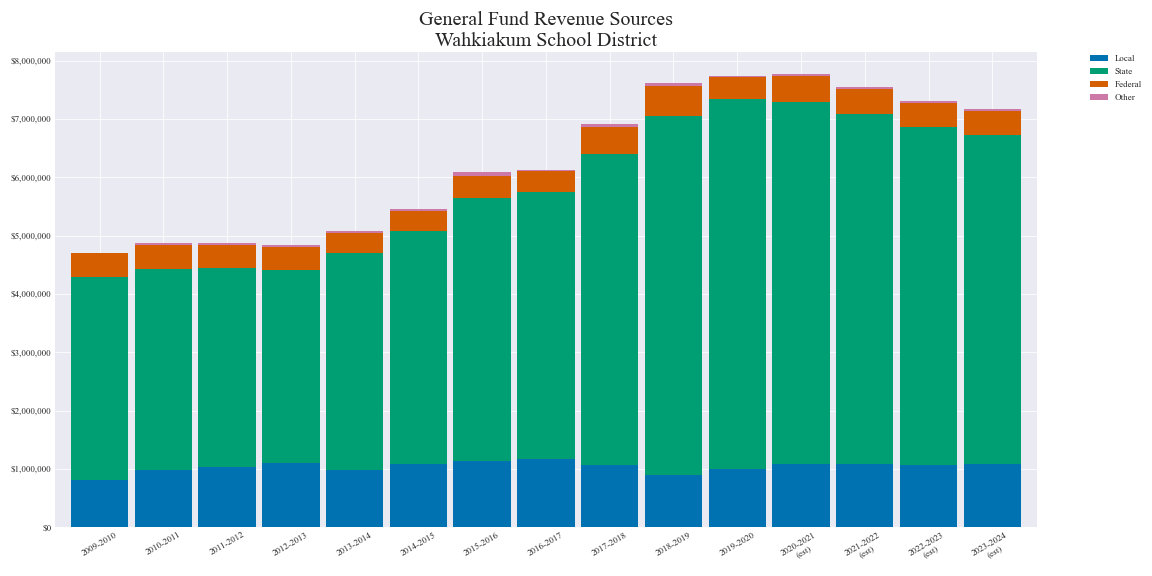 General Fund Revenue Sources
Wahkiakum School District
$8,000,000
$7,000,000
$6,000,000
$5,000,000
$4,000,000
$3,000,000
$2,000,000
$1,000,000
$0
2009-2010
2010-2011
2011-2012
2012-2013
2013-2014
2014-2015
2015-2016
2016-2017
2017-2018
2018-2019
2019-2020
2020-2021
(est)
2021-2022
(est)
2022-2023
(est)
2023-2024
(est)
Local
State
Federal
Other